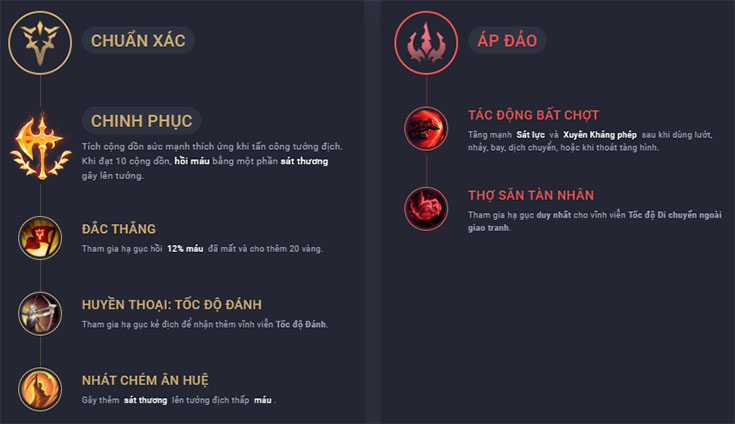 CHUẨN XÁC
CHINH PHỤC
Tích cộng dồn sức mạnh thích ứng khi tấn công tướng địch.
Khi đạt 10 cộng dồn, hồi máu bằng một phần sát thương
gây lên tướng.
ĐẮC THẮNG
Tham gia hạ gục hồi 12% máu đã mất và cho thêm 20 vàng.
HUYỀN THOẠI: TỐC ĐỘ ĐÁNH
Tham gia hạ gục kẻ địch để nhận thêm vĩnh viễn Tốc độ Đánh.
NHÁT CHÉM ÂN HUỆ
Gây thêm sát thương lên tướng địch thấp máu .
ÁP ĐẢO
TÁC ĐỘNG BẤT CHỢT
Tăng mạnh Sát lực và Xuyên Kháng phép sau khi dùng lướt,
nhảy, bay, dịch chuyển, hoặc khi thoát tàng hình.
THỢ SĂN TÀN NHẪN
Tham gia hạ gục duy nhất cho vĩnh viễn Tốc độ Di chuyển ngoài
giao tranh.